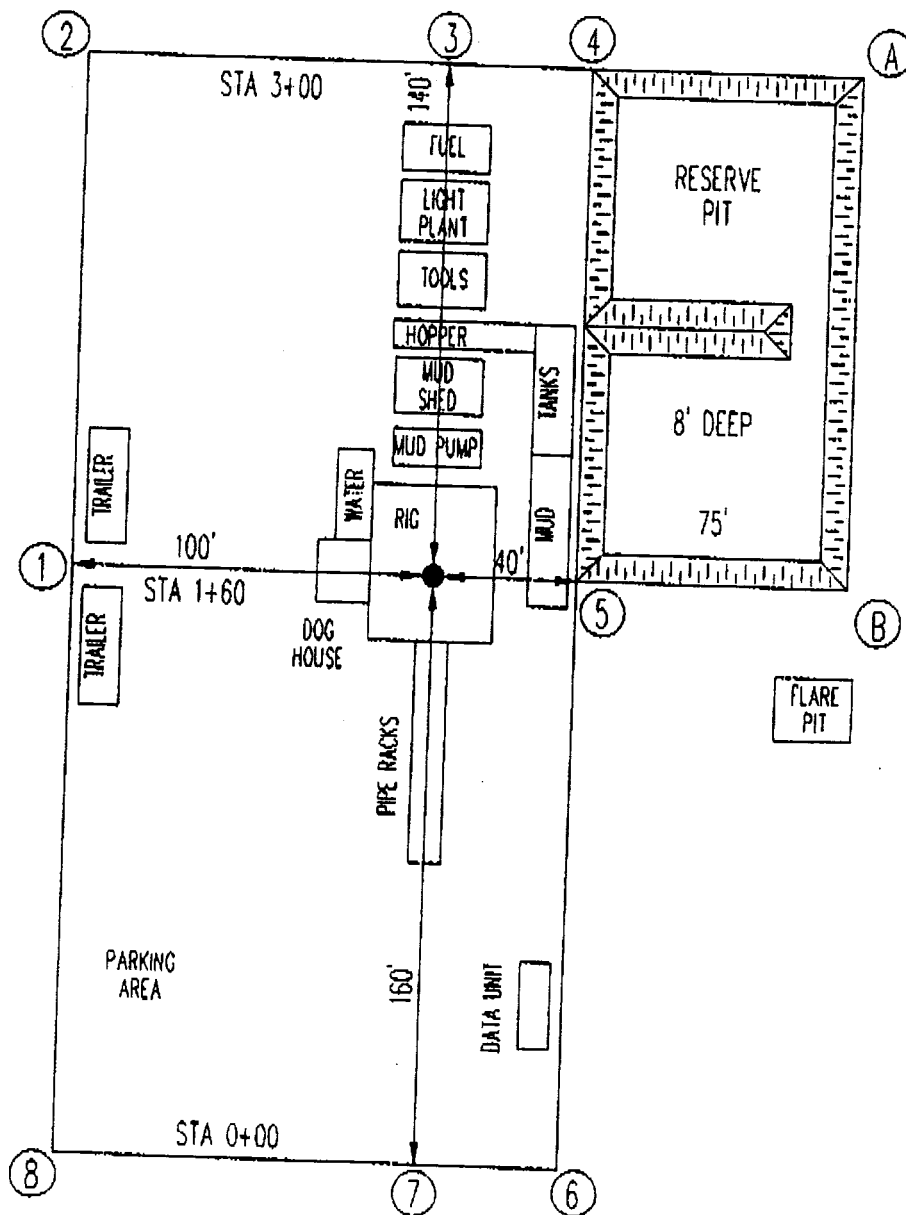 2
3
4
A
STA 3+00
140'
FUEL
RESERVE
PIT
LIGHT
PLANT
TOOLS
HOPPER
MUD
SHED
TANKS
8' DEEP
MUD PUMP
TRAILER
WATER
RIG
MUD
75'
1
100'
40'
STA 1+60
5
B
DOG
HOUSE
TRAILER
FLARE
PIT
PIPE RACKS
PARKING
AREA
160'
DATA UNIT
STA 0+00
8
7
6